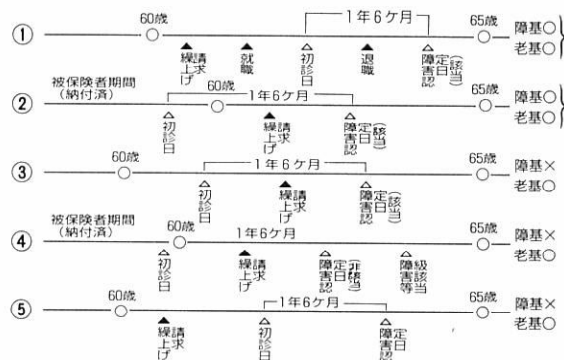 1年6ケ月
① 60歳 65歳 障基○
繰上げ請求 就職 初診日 退職 障害認定日(該当) 老基○
被保険者期間
(納付済)
60歳
② 1年6ケ月 65歳 障基○
初診日 繰上げ請求 障害認定日(該当) 老基○
1年6ケ月
③ 60歳 65歳 障基×
初診日 繰上げ請求 障害認定日(該当) 老基○
被保険者期間
(納付済)
④ 60歳 1年6ケ月 65歳 障基×
初診日 繰上げ請求 障害認定日(非該当) 障害等級該当 老基○
⑤ 60歳 1年6ケ月 65歳 障基×
繰上げ請求 初診日 障害認定日 老基○